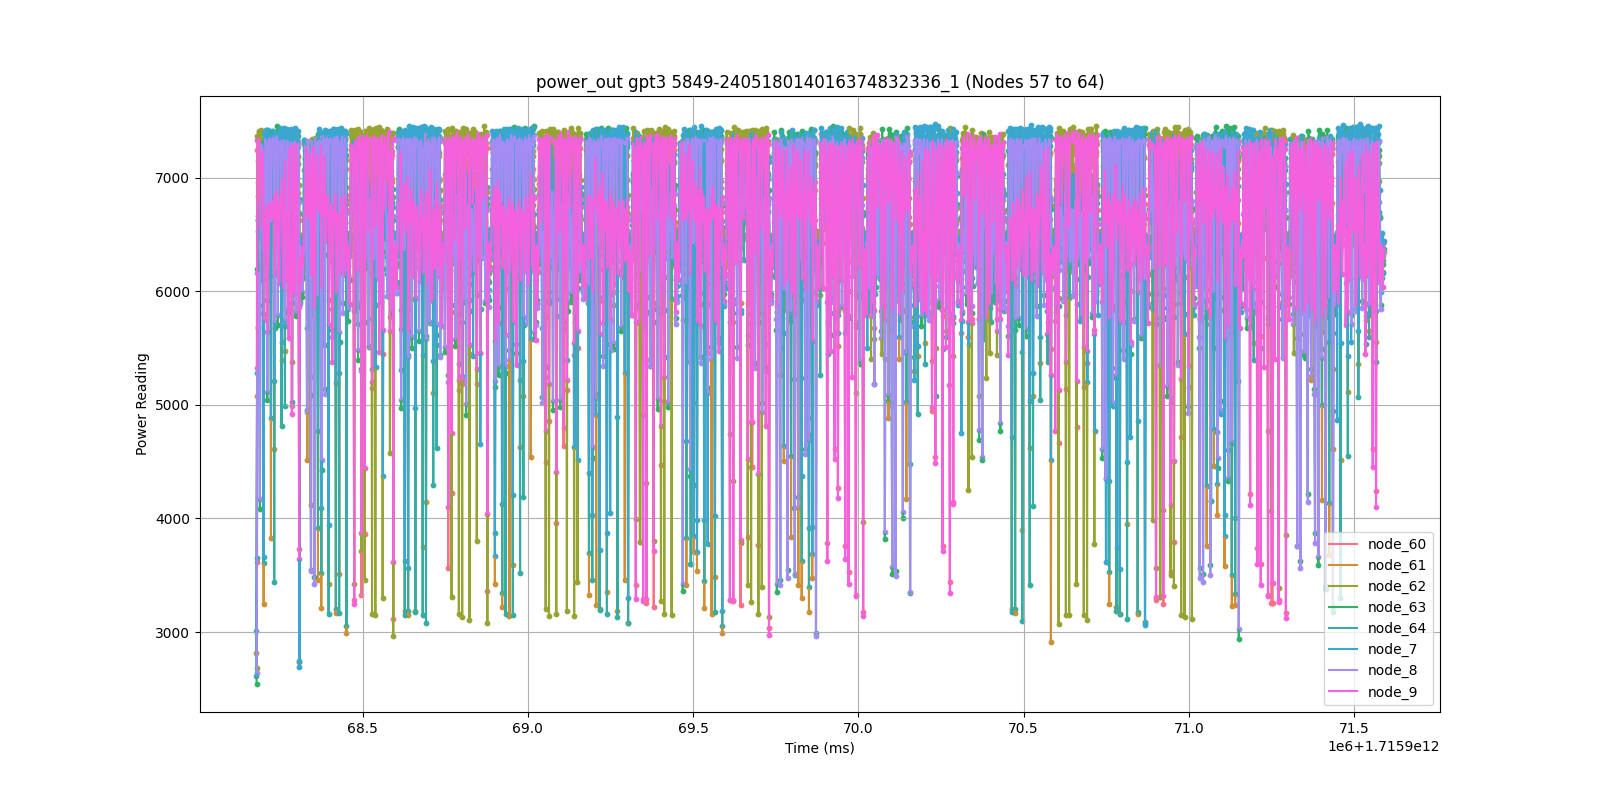 power_out gpt3 5849-240518014016374832336_1 (Nodes 57 to 64)
Power Reading
7000
6000
5000
4000
3000
node_60
node_61
node_62
node_63
node_64
node_7
node_8
node_9
68.5 69.0 69.5 70.0 70.5 71.0 71.5
Time (ms)
1e6+1.7159e12